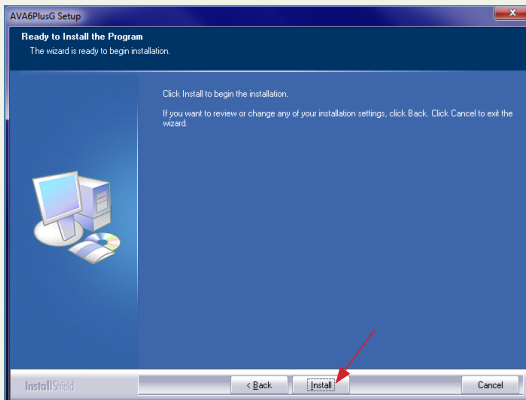 AVA6PlusG Setup
Ready to Install the Program
The wizard is ready to begin installation.
Click Install to begin the installation.
If you want to review or change any of your installation settings, click Back. Click Cancel to exit the
wizard.
InstallShield
< Back
Install
Cancel